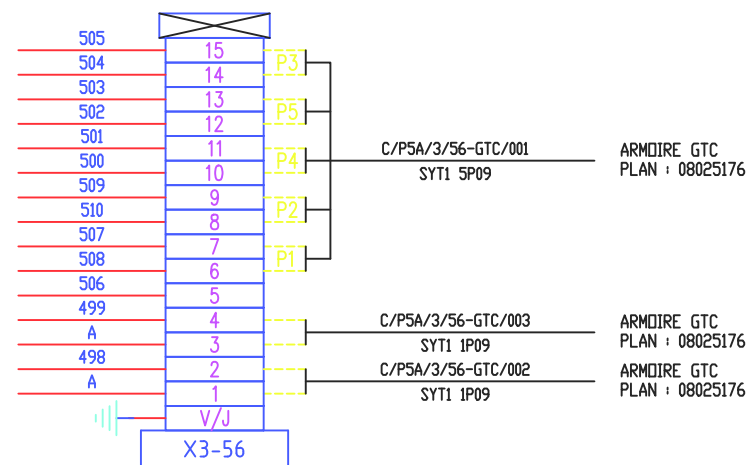 505 15
504 14 P3
503 13
502 12 P5
501 11
500 10 P4
509 9
510 8 P2
507 7
508 6 P1
506 5
499 4
A 3
498 2
A 1
V/J
X3-56
C/P5A/3/56-GTC/001
SYT1 5P09
ARMOIRE GTC
PLAN : 08025176
C/P5A/3/56-GTC/003
SYT1 1P09
ARMOIRE GTC
PLAN : 08025176
C/P5A/3/56-GTC/002
SYT1 1P09
ARMOIRE GTC
PLAN : 08025176